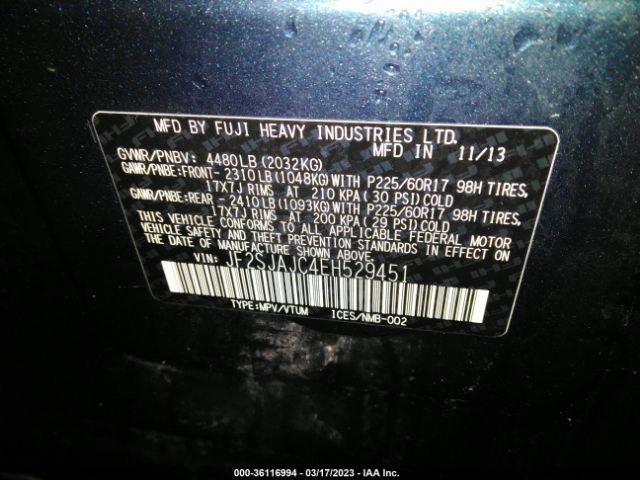 MFD BY FUJI HEAVY INDUSTRIES LTD.
MFD IN 11/13
GVWR/PNBV: 4480LB(2032KG)
GAWR/PNBE:FRONT- 2310LB(1048KG)WITH P225/60R17 98H TIRES,
17X7J RIMS AT 210 KPA(30 PSI)COLD
GAWR/PNBE:REAR - 2410LB(1093KG)WITH P225/60R17 98H TIRES,
17X7J RIMS AT 200 KPA(29 PSI)COLD
THIS VEHICLE CONFORMS TO ALL APPLICABLE FEDERAL MOTOR
VEHICLE SAFETY AND THEFT PREVENTION STANDARDS IN EFFECT ON
THE DATE OF MANUFACTURE SHOWN ABOVE.
VIN: JF2SJAJC4EH529451
TYPE:MPV/VTUM ICES/NMB-002
000-36116994 - 03/17/2023 - IAA Inc.